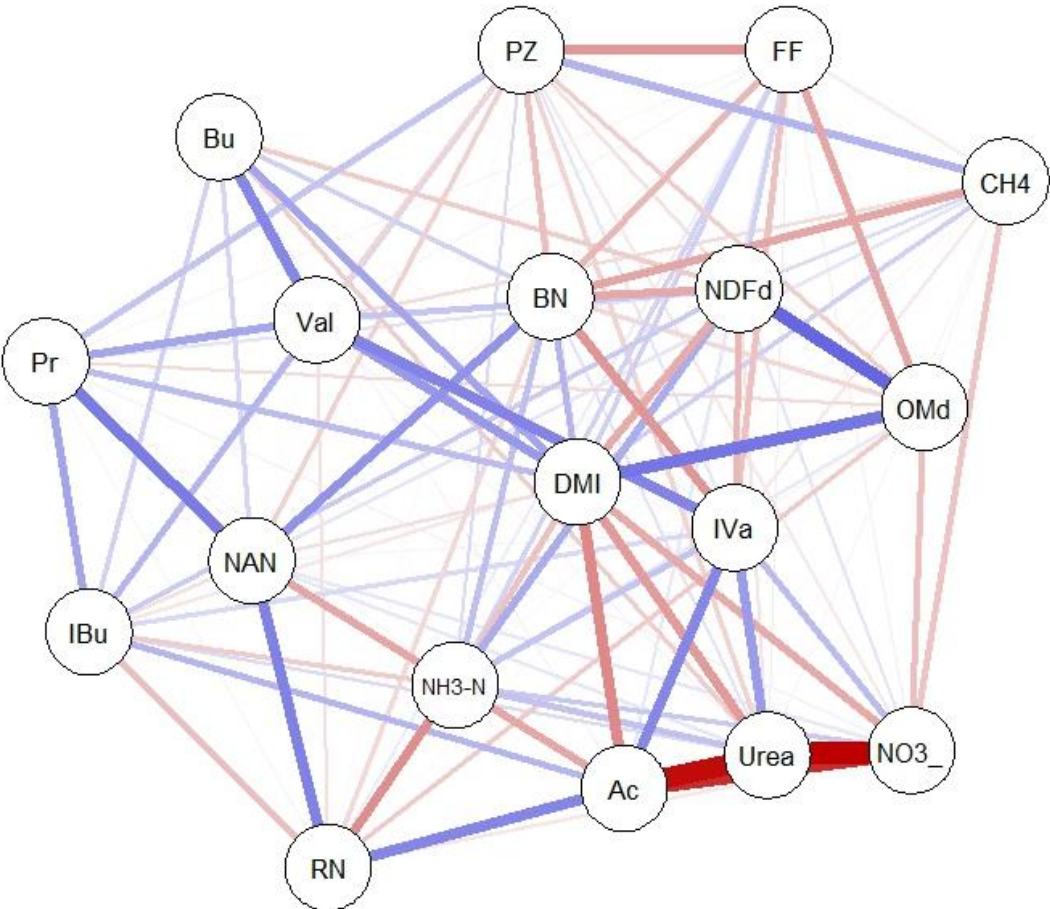 PZ
FF
Bu
CH4
BN
NDFd
Val
Pr
OMd
DMI
IVa
NAN
IBu
NH3-N
Urea
NO3_
Ac
RN